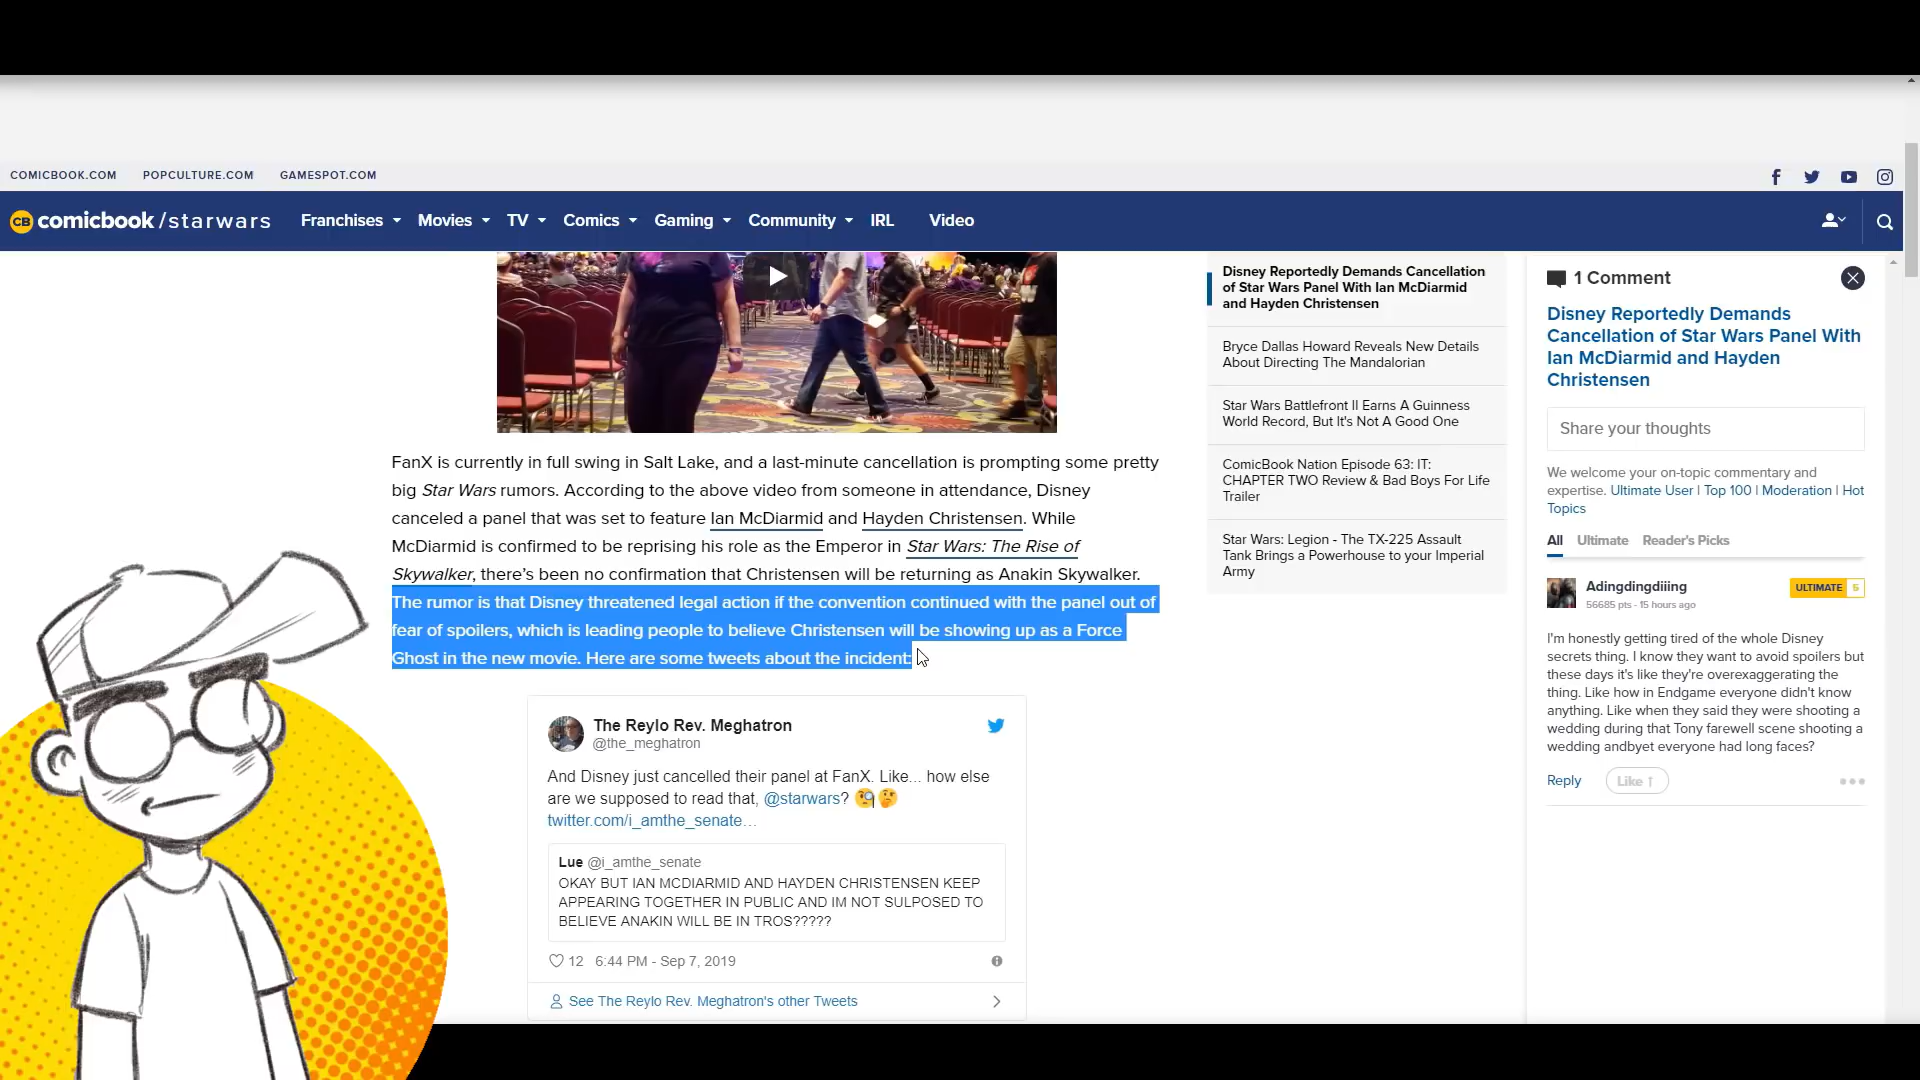 COMICBOOK.COM POPCULTURE.COM GAMESPOT.COM
CB comicbook/starwars Franchises Movies TV Comics Gaming Community IRL Video
FanX is currently in full swing in Salt Lake, and a last-minute cancellation is prompting some pretty
big Star Wars rumors. According to the above video from someone in attendance, Disney
canceled a panel that was set to feature Ian McDiarmid and Hayden Christensen. While
McDiarmid is confirmed to be reprising his role as the Emperor in Star Wars: The Rise of
Skywalker, there's been no confirmation that Christensen will be returning as Anakin Skywalker.
The rumor is that Disney threatened legal action if the convention continued with the panel out of
fear of spoilers, which is leading people to believe Christensen will be showing up as a Force
Ghost in the new movie. Here are some tweets about the incident:
The Reylo Rev. Meghatron
@the_meghatron
And Disney just cancelled their panel at FanX. Like... how else
are we supposed to read that, @starwars? 🧐🤔
twitter.com/i_amthe_senate…
Lue @i_amthe_senate
OKAY BUT IAN MCDIARMID AND HAYDEN CHRISTENSEN KEEP
APPEARING TOGETHER IN PUBLIC AND IM NOT SULPOSED TO
BELIEVE ANAKIN WILL BE IN TROS?????
12 6:44 PM - Sep 7, 2019
See The Reylo Rev. Meghatron's other Tweets
Disney Reportedly Demands Cancellation
of Star Wars Panel With Ian McDiarmid
and Hayden Christensen
Bryce Dallas Howard Reveals New Details
About Directing The Mandalorian
Star Wars Battlefront II Earns A Guinness
World Record, But It's Not A Good One
ComicBook Nation Episode 63: IT:
CHAPTER TWO Review & Bad Boys For Life
Trailer
Star Wars: Legion - The TX-225 Assault
Tank Brings a Powerhouse to your Imperial
Army
1 Comment
Disney Reportedly Demands
Cancellation of Star Wars Panel With
Ian McDiarmid and Hayden
Christensen
Share your thoughts
We welcome your on-topic commentary and
expertise. Ultimate User | Top 100 | Moderation | Hot
Topics
All Ultimate Reader's Picks
Adingdingdiiing ULTIMATE 5
56685 pts - 15 hours ago
I'm honestly getting tired of the whole Disney
secrets thing. I know they want to avoid spoilers but
these days it's like they're overexaggerating the
thing. Like how in Endgame everyone didn't know
anything. Like when they said they were shooting a
wedding during that Tony farewell scene shooting a
wedding andbyet everyone had long faces?
Reply Like ↑